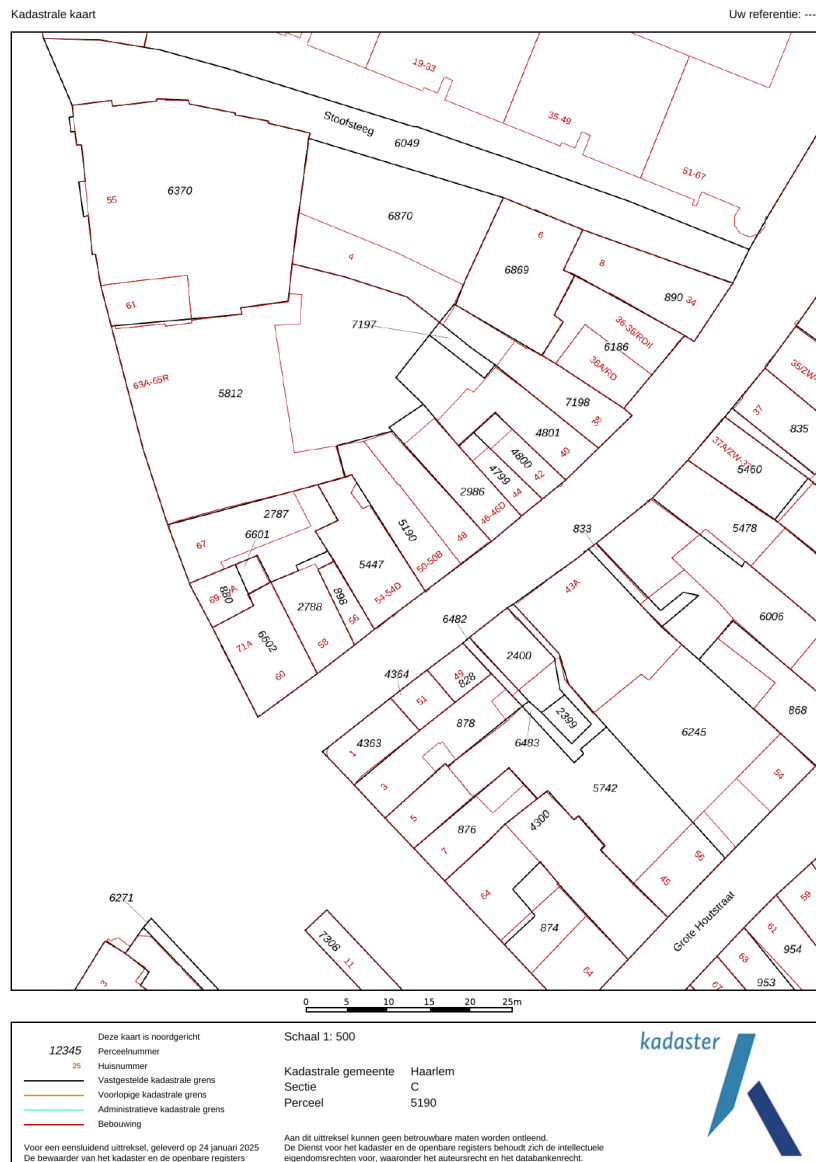 Kadastrale kaart
Uw referentie: ---
19-33
35-49
51-67
Stoofsteeg
6049
55
6370
6870
4
6
6869
8
890
34
61
7197
36-36/RDlt
6186
36A/RD
35/ZW-
63A-65R
5812
7198
38
37
835
4801
40
37A/ZW-37
5460
4800
42
4799
44
2986
46-46D
2787
5190
48
833
5478
67
6601
5447
50-50B
43A
880
2788
898
54-54D
6006
56
6482
6602
71A
58
2400
60
4364
49
828
51
2399
868
4363
878
6245
1
6483
3
5742
54
5
876
4300
7
56
45
64
6271
59
874
Grote Houtstraat
61
954
7308
11
64
63
953
3
67
0 5 10 15 20 25m
Deze kaart is noordgericht
12345 Perceelnummer
25 Huisnummer
Vastgestelde kadastrale grens
Voorlopige kadastrale grens
Administratieve kadastrale grens
Bebouwing
Voor een eensluidend uittreksel, geleverd op 24 januari 2025
De bewaarder van het kadaster en de openbare registers
Schaal 1: 500
Kadastrale gemeente Haarlem
Sectie C
Perceel 5190
Aan dit uittreksel kunnen geen betrouwbare maten worden ontleend.
De Dienst voor het kadaster en de openbare registers behoudt zich de intellectuele
eigendomsrechten voor, waaronder het auteursrecht en het databankenrecht.
kadaster